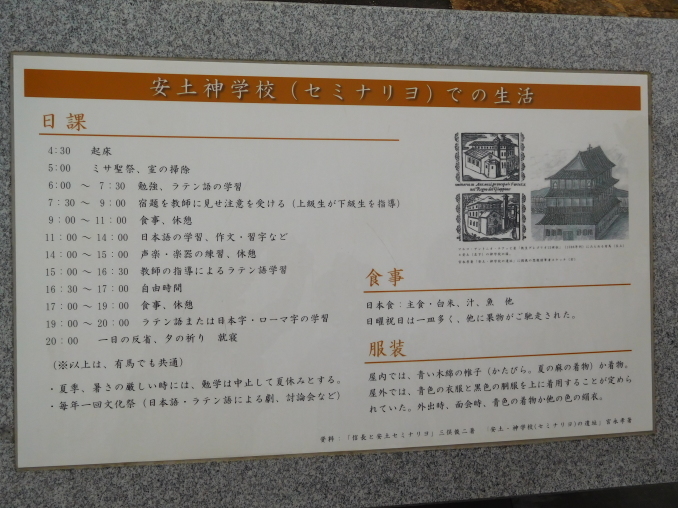 安土神学校（セミナリヨ）での生活
日課
4:30 起床
5:00 ミサ聖祭、室の掃除
6:00 ～ 7:30 勉強、ラテン語の学習
7:30 ～ 9:00 宿題を教師に見せ注意を受ける（上級生が下級生を指導）
9:00 ～ 11:00 食事、休憩
11:00 ～ 14:00 日本語の学習、作文・習字など
14:00 ～ 15:00 声楽・楽器の練習、休憩
15:00 ～ 16:30 教師の指導によるラテン語学習
16:30 ～ 17:00 自由時間
17:00 ～ 19:00 食事、休憩
19:00 ～ 20:00 ラテン語または日本字・ローマ字の学習
20:00 一日の反省、夕の祈り 就寝
（※以上は、有馬でも共通）
・夏季、暑さの厳しい時には、勉学は中止して夏休みとする。
・毎年一回文化祭（日本語・ラテン語による劇、討論会など）
食事
日本食：主食・白米、汁、魚 他
日曜祝日は一皿多く、他に果物がご馳走された。
服装
屋内では、青い木綿の帷子（かたびら。夏の麻の着物）か着物。
屋外では、青色の衣服と黒色の胴服を上に着用することが定めら
れていた。外出時、面会時、青色の着物か他の色の絹衣。
資料：「信長と安土セミナリヨ」三俣俊二著 「安土・神学校(セミナリヨ)の遺址」宮永孝著